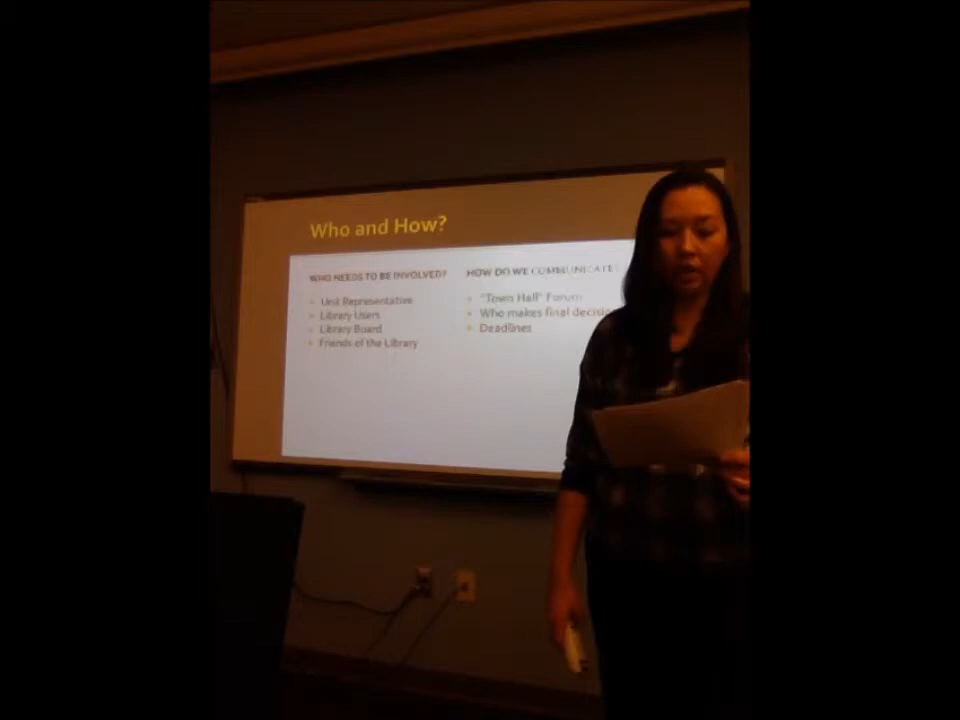 Who and How?
WHO NEEDS TO BE INVOLVED?
Unit Representative
Library Users
Library Board
Friends of the Library
HOW DO WE COMMUNICATE?
"Town Hall" Forum
Who makes final decisio
Deadlines